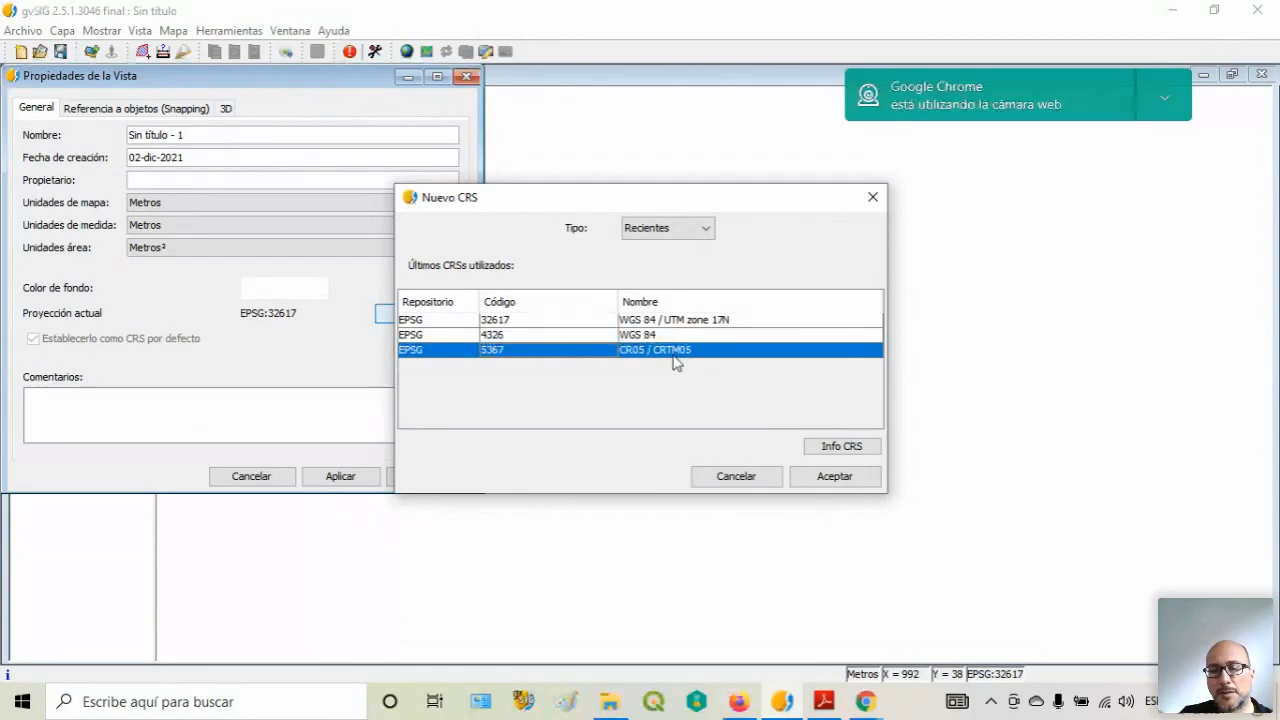 gvSIG 2.5.1.3046 final : Sin título
Archivo Capa Mostrar Vista Mapa Herramientas Ventana Ayuda
Propiedades de la Vista
Google Chrome
está utilizando la cámara web
General Referencia a objetos (Snapping) 3D
Nombre: Sin título - 1
Fecha de creación: 02-dic-2021
Propietario:
Unidades de mapa: Metros
Unidades de medida: Metros
Unidades área: Metros²
Color de fondo:
Proyección actual EPSG:32617
Establecerlo como CRS por defecto
Comentarios:
Cancelar Aplicar
Nuevo CRS
Tipo: Recientes
Últimos CRSs utilizados:
Repositorio Código Nombre
EPSG 32617 WGS 84 / UTM zone 17N
EPSG 4326 WGS 84
EPSG 5367 CR05 / CRTM05
Info CRS
Cancelar Aceptar
Metros X = 992 Y = 38 EPSG:32617
Escribe aquí para buscar